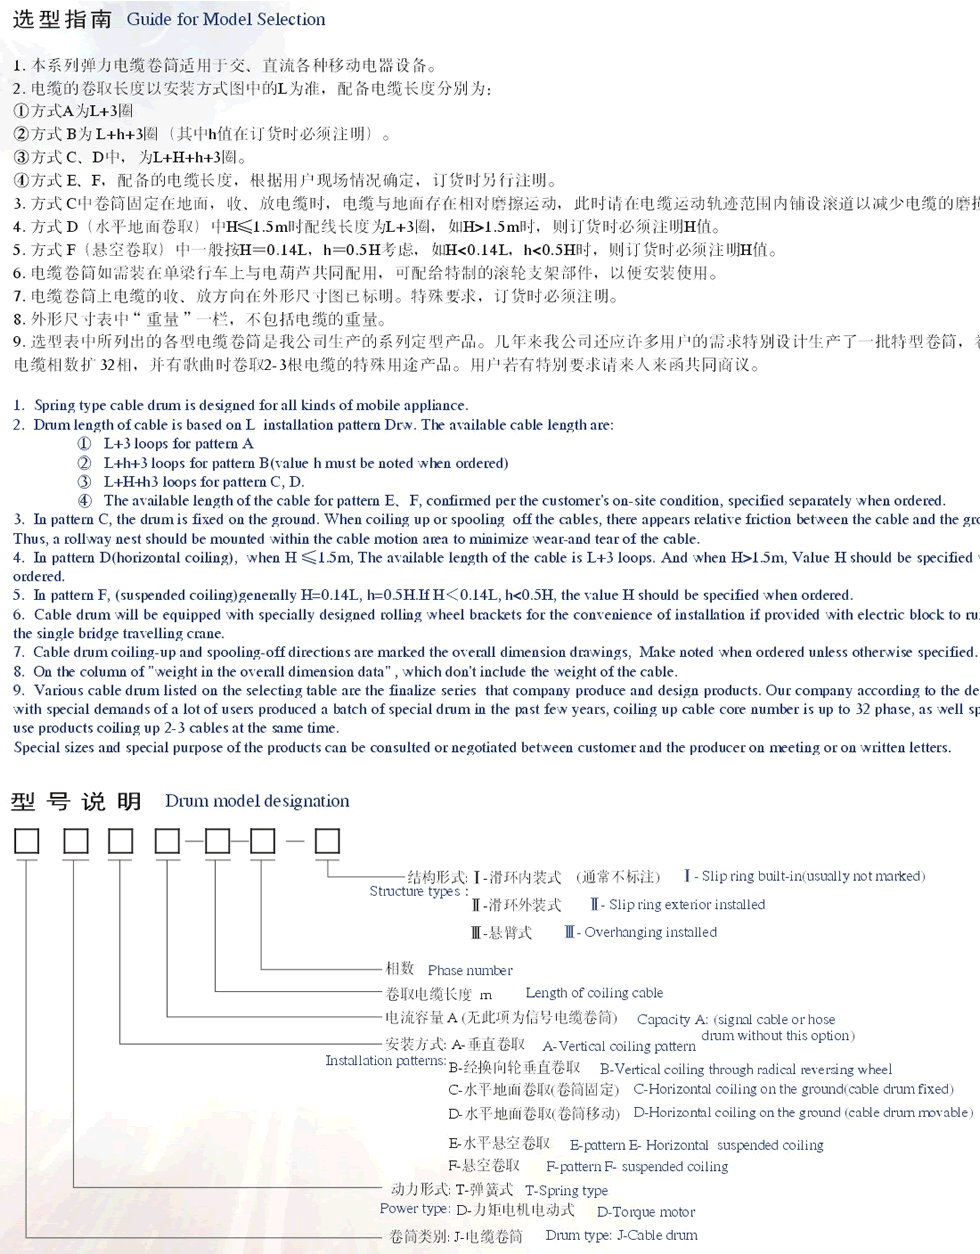 选型指南 Guide for Model Selection
1. 本系列弹力电缆卷筒适用于交、直流各种移动电器设备。
2. 电缆的卷取长度以安装方式图中的L为准，配备电缆长度分别为：
①方式A为L+3圈
②方式 B为 L+h+3圈（其中h值在订货时必须注明）。
③方式 C、D中，为L+H+h+3圈。
④方式 E、F，配备的电缆长度，根据用户现场情况确定，订货时另行注明。
3. 方式 C中卷筒固定在地面，收、放电缆时，电缆与地面存在相对磨擦运动，此时请在电缆运动轨迹范围内铺设滚道以减少电缆的磨
4. 方式 D（水平地面卷取）中H≤1.5m时配线长度为L+3圈，如H>1.5m时，则订货时必须注明H值。
5. 方式 F（悬空卷取）中一般按H=0.14L，h=0.5H考虑，如H<0.14L，h<0.5H时，则订货时必须注明H值。
6. 电缆卷筒如需装在单梁行车上与电葫芦共同配用，可配给特制的滚轮支架部件，以便安装使用。
7. 电缆卷筒上电缆的收、放方向在外形尺寸图已标明。特殊要求，订货时必须注明。
8. 外形尺寸表中“重量”一栏，不包括电缆的重量。
9. 选型表中所列出的各型电缆卷筒是我公司生产的系列定型产品。几年来我公司还应许多用户的需求特别设计生产了一批特型卷筒，
电缆相数扩 32相，并有歌曲时卷取2-3根电缆的特殊用途产品。用户若有特别要求请来人来函共同商议。
1. Spring type cable drum is designed for all kinds of mobile appliance.
2. Drum length of cable is based on L installation pattern Drw. The available cable length are:
① L+3 loops for pattern A
② L+h+3 loops for pattern B(value h must be noted when ordered)
③ L+H+h3 loops for pattern C, D.
④ The available length of the cable for pattern E、F, confirmed per the customer's on-site condition, specified separately when ordered.
3. In pattern C, the drum is fixed on the ground. When coiling up or spooling off the cables, there appears relative friction between the cable and the gro
Thus, a rollway nest should be mounted within the cable motion area to minimize wear-and tear of the cable.
4. In pattern D(horizontal coiling), when H ≤1.5m, The available length of the cable is L+3 loops. And when H>1.5m, Value H should be specified
ordered.
5. In pattern F, (suspended coiling)generally H=0.14L, h=0.5H.If H＜0.14L, h<0.5H, the value H should be specified when ordered.
6. Cable drum will be equipped with specially designed rolling wheel brackets for the convenience of installation if provided with electric block to ru
the single bridge travelling crane.
7. Cable drum coiling-up and spooling-off directions are marked the overall dimension drawings, Make noted when ordered unless otherwise specified.
8. On the column of "weight in the overall dimension data" , which don't include the weight of the cable.
9. Various cable drum listed on the selecting table are the finalize series that company produce and design products. Our company according to the de
with special demands of a lot of users produced a batch of special drum in the past few years, coiling up cable core number is up to 32 phase, as well sp
use products coiling up 2-3 cables at the same time.
Special sizes and special purpose of the products can be consulted or negotiated between customer and the producer on meeting or on written letters.
型号说明 Drum model designation
结构形式: Ⅰ-滑环内装式 (通常不标注) Ⅰ- Slip ring built-in(usually not marked)
Structure types :
Ⅱ-滑环外装式 Ⅱ- Slip ring exterior installed
Ⅲ-悬臂式 Ⅲ- Overhanging installed
相数 Phase number
卷取电缆长度 m Length of coiling cable
电流容量 A (无此项为信号电缆卷筒) Capacity A: (signal cable or hose
drum without this option)
安装方式: A-垂直卷取 A-Vertical coiling pattern
Installation patterns:
B-经换向轮垂直卷取 B-Vertical coiling through radical reversing wheel
C-水平地面卷取(卷筒固定) C-Horizontal coiling on the ground(cable drum fixed)
D-水平地面卷取(卷筒移动) D-Horizontal coiling on the ground (cable drum movable)
E-水平悬空卷取 E-pattern E- Horizontal suspended coiling
F-悬空卷取 F-pattern F- suspended coiling
动力形式: T-弹簧式 T-Spring type
Power type: D-力矩电机电动式 D-Torque motor
卷筒类别: J-电缆卷筒 Drum type: J-Cable drum